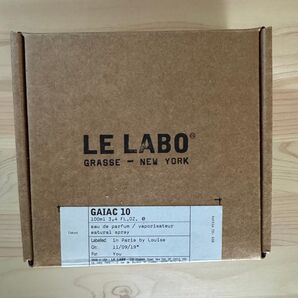 LE LABO®
GRASSE – NEW YORK
GAIAC 10
100ml 3,4 FL.OZ. ℮
eau de parfum / vaporisateur
natural spray
Labeled in Paris by Louise
On 11/09/19*
For You